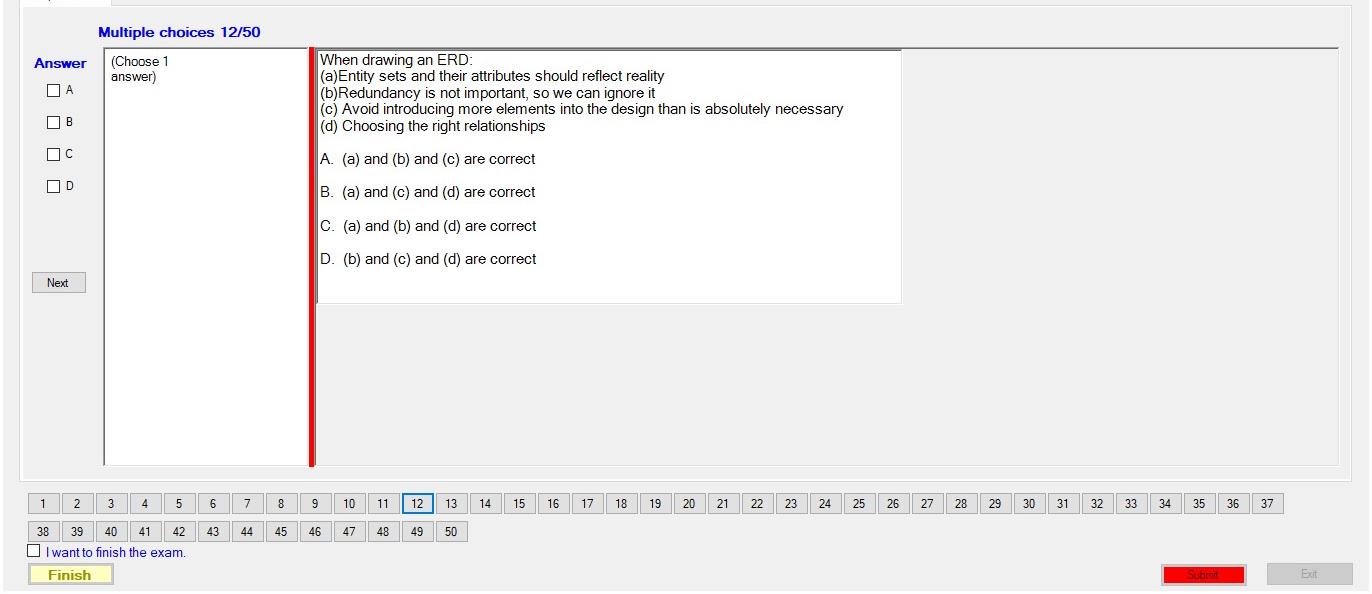 Multiple choices 12/50
Answer
A
B
C
D
Next
(Choose 1
answer)
When drawing an ERD:
(a)Entity sets and their attributes should reflect reality
(b)Redundancy is not important, so we can ignore it
(c) Avoid introducing more elements into the design than is absolutely necessary
(d) Choosing the right relationships
A. (a) and (b) and (c) are correct
B. (a) and (c) and (d) are correct
C. (a) and (b) and (d) are correct
D. (b) and (c) and (d) are correct
1 2 3 4 5 6 7 8 9 10 11 12 13 14 15 16 17 18 19 20 21 22 23 24 25 26 27 28 29 30 31 32 33 34 35 36 37
38 39 40 41 42 43 44 45 46 47 48 49 50
I want to finish the exam.
Finish Submit Exit